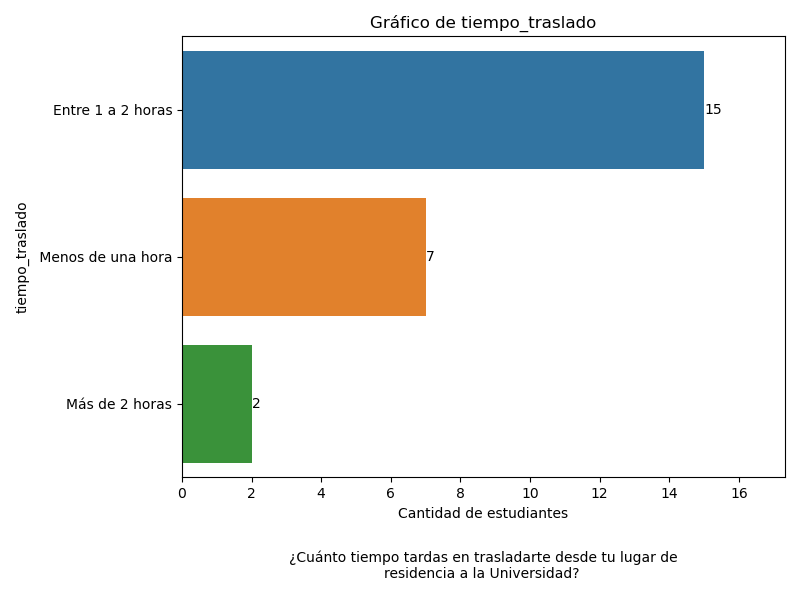 Gráfico de tiempo_traslado
tiempo_traslado
Entre 1 a 2 horas
15
Menos de una hora
7
Más de 2 horas
2
0 2 4 6 8 10 12 14 16
Cantidad de estudiantes
¿Cuánto tiempo tardas en trasladarte desde tu lugar de
residencia a la Universidad?